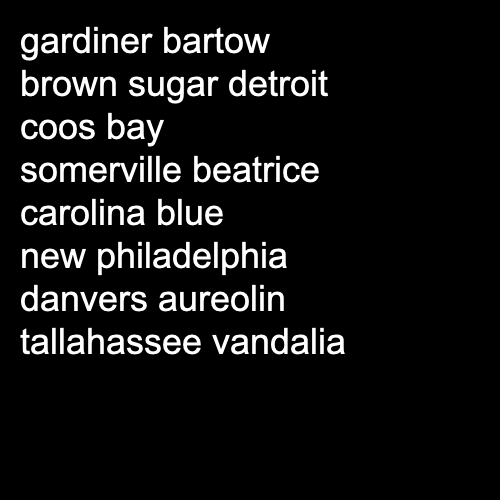 gardiner bartow
brown sugar detroit
coos bay
somerville beatrice
carolina blue
new philadelphia
danvers aureolin
tallahassee vandalia